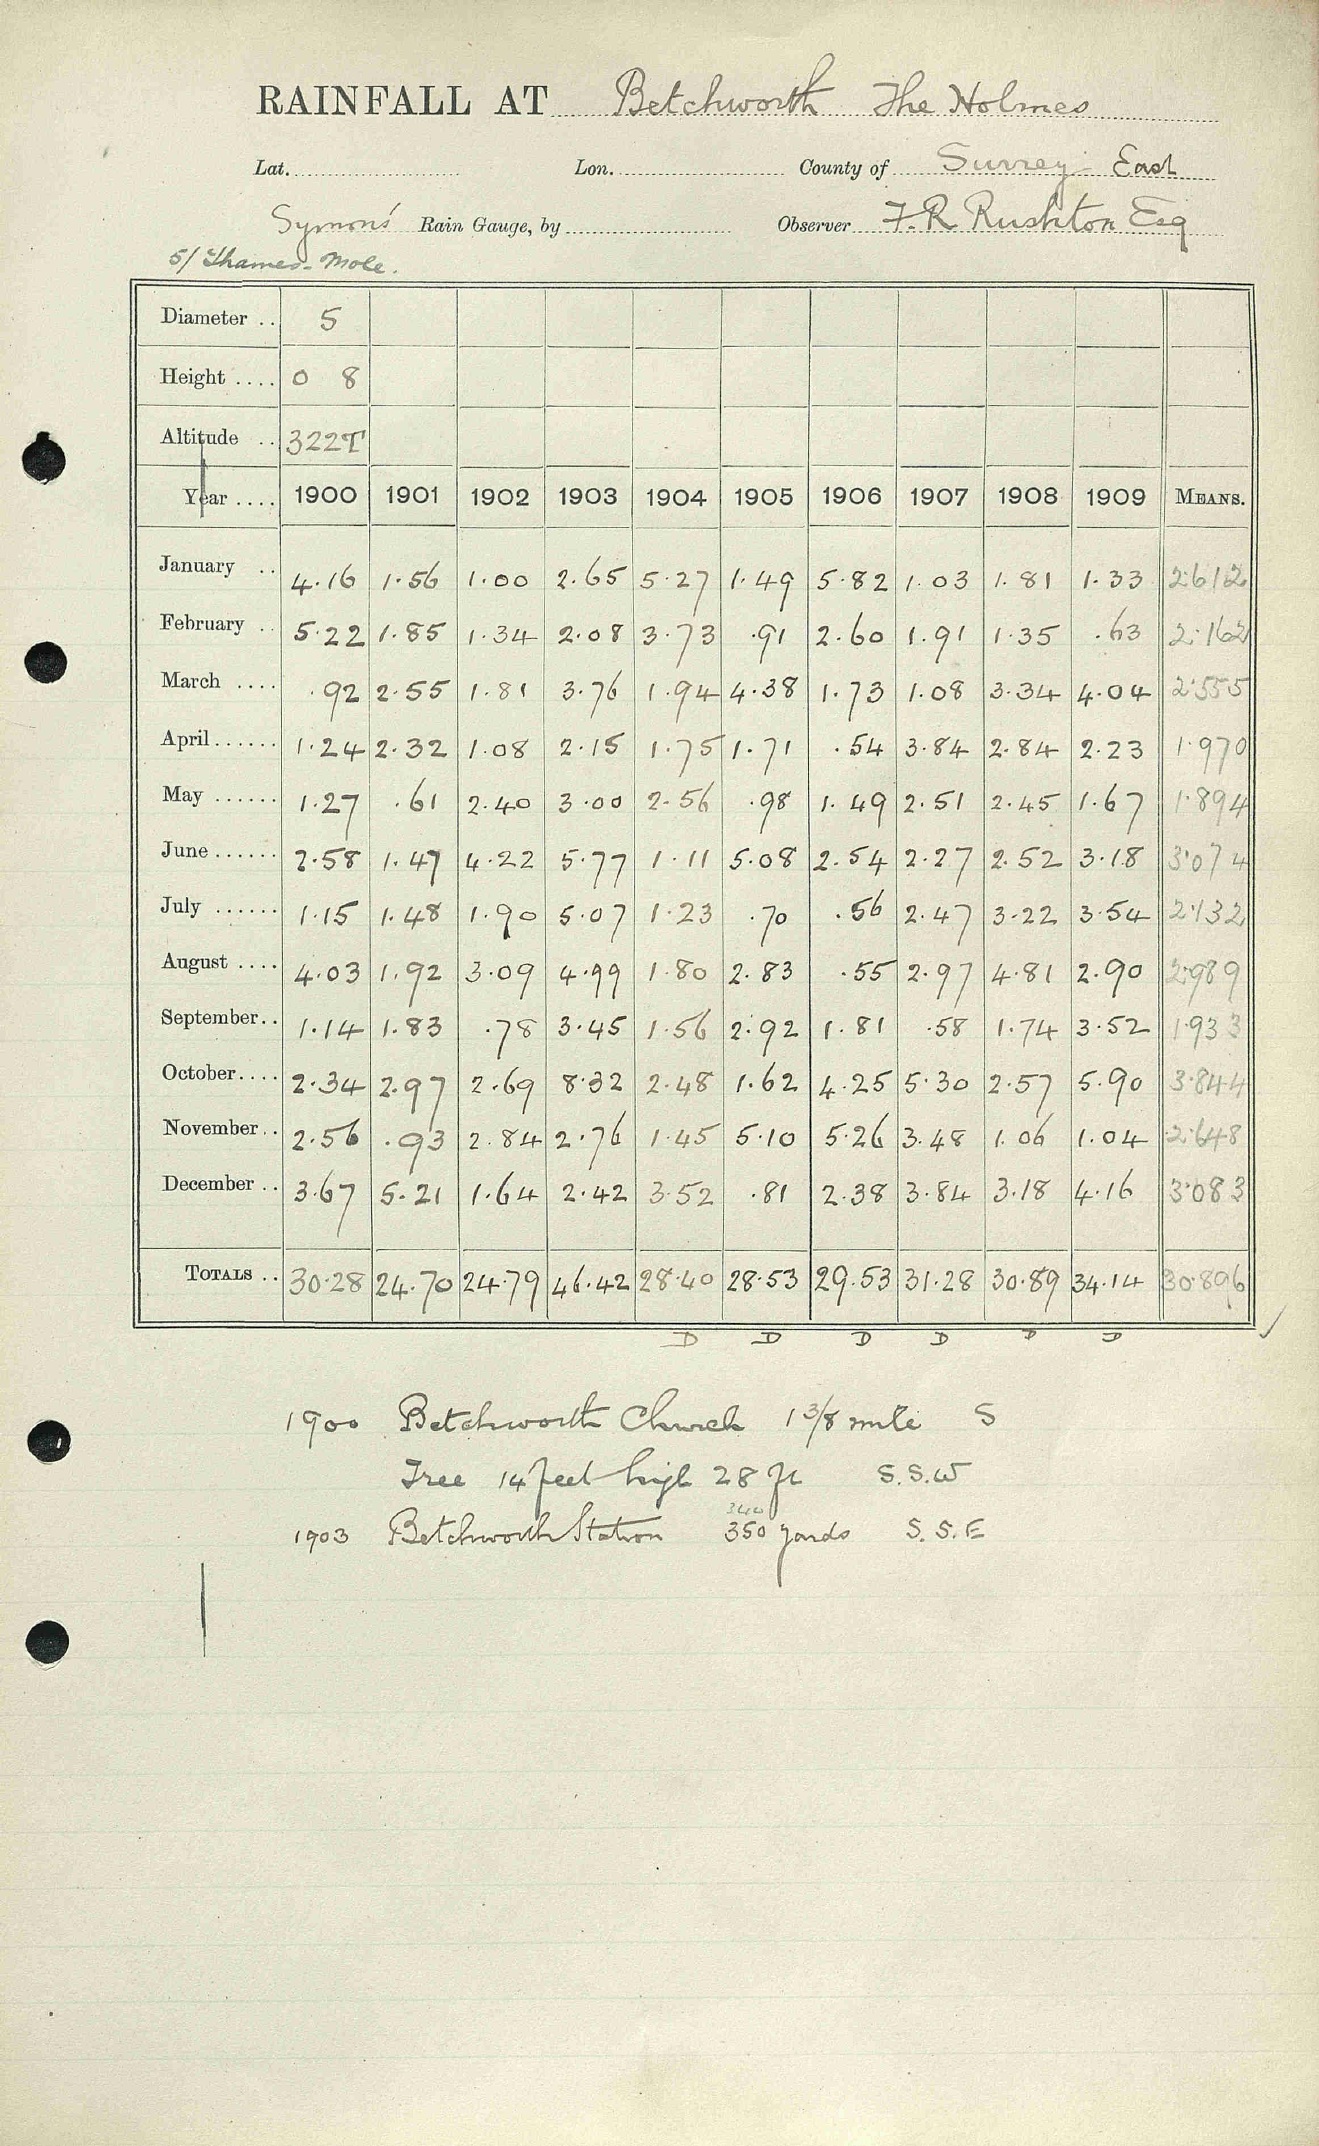 RAINFALL AT Betchworth The Holmes
Lat. Lon. County of Surrey East
Symons' Rain Gauge, by Observer F. R Rushton Esq
5/ Thames - Mole.
Diameter .. 5
Height .... 0 8
Altitude .. 322T
Year .... 1900 1901 1902 1903 1904 1905 1906 1907 1908 1909 MEANS.
January .. 4.16 1.56 1.00 2.65 5.27 1.49 5.82 1.03 1.81 1.33 2.612
February .. 5.22 1.85 1.34 2.08 3.73 .91 2.60 1.91 1.35 .63 2.162
March .... .92 2.55 1.81 3.76 1.94 4.38 1.73 1.08 3.34 4.04 2.555
April...... 1.24 2.32 1.08 2.15 1.75 1.71 .54 3.84 2.84 2.23 1.970
May ...... 1.27 .61 2.40 3.00 2.56 .98 1.49 2.51 2.45 1.67 1.894
June...... 2.58 1.47 4.22 5.77 1.11 5.08 2.54 2.27 2.52 3.18 3.074
July ...... 1.15 1.48 1.90 5.07 1.23 .70 .56 2.47 3.22 3.54 2.132
August .... 4.03 1.92 3.09 4.99 1.80 2.83 .55 2.97 4.81 2.90 2.989
September.. 1.14 1.83 .78 3.45 1.56 2.92 1.81 .58 1.74 3.52 1.933
October.... 2.34 2.97 2.69 8.32 2.48 1.62 4.25 5.30 2.57 5.90 3.844
November.. 2.56 .93 2.84 2.76 1.45 5.10 5.26 3.48 1.06 1.04 2.648
December .. 3.67 5.21 1.64 2.42 3.52 .81 2.38 3.84 3.18 4.16 3.083
TOTALS .. 30.28 24.70 24.79 46.42 28.40 28.53 29.53 31.28 30.89 34.14 30.896
D D D D D D
1900 Betchworth Church 1 3/8 mile S
Tree 14 feet high 28 ft S.S.W
1903 Betchworth Station 350 yards S.S.E